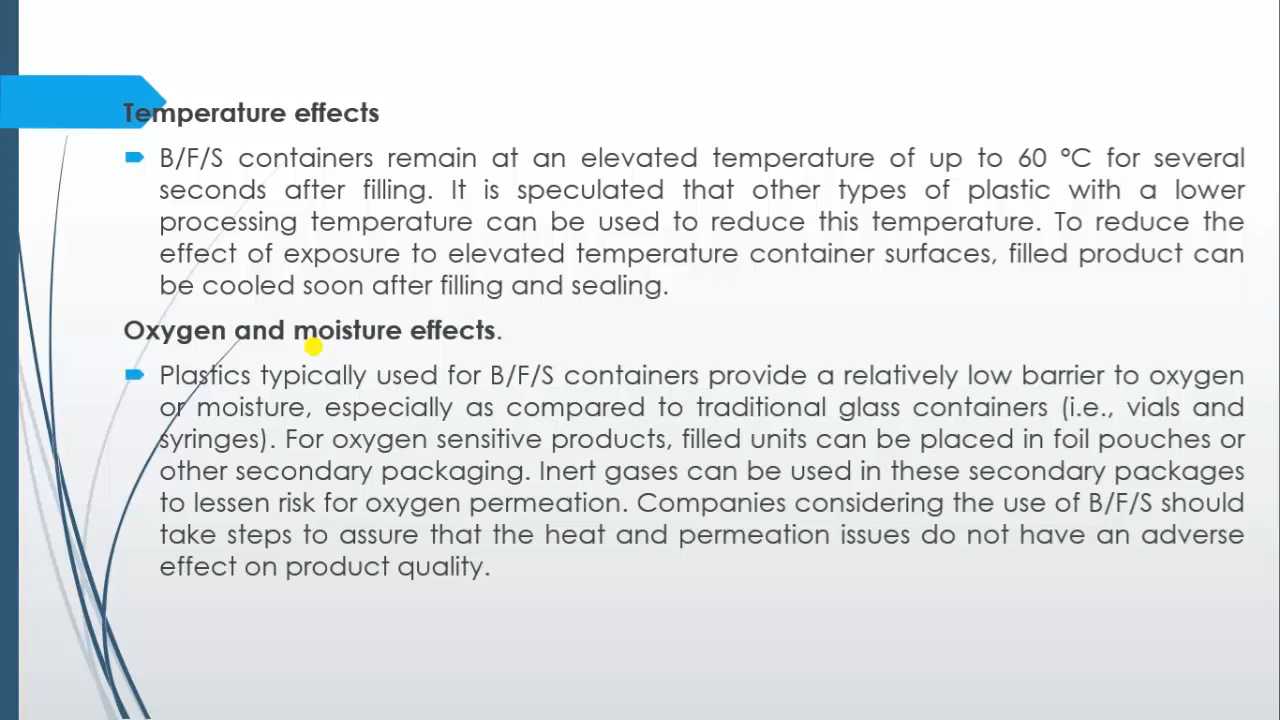 Temperature effects
B/F/S containers remain at an elevated temperature of up to 60 °C for several
seconds after filling. It is speculated that other types of plastic with a lower
processing temperature can be used to reduce this temperature. To reduce the
effect of exposure to elevated temperature container surfaces, filled product can
be cooled soon after filling and sealing.
Oxygen and moisture effects.
Plastics typically used for B/F/S containers provide a relatively low barrier to oxygen
or moisture, especially as compared to traditional glass containers (i.e., vials and
syringes). For oxygen sensitive products, filled units can be placed in foil pouches or
other secondary packaging. Inert gases can be used in these secondary packages
to lessen risk for oxygen permeation. Companies considering the use of B/F/S should
take steps to assure that the heat and permeation issues do not have an adverse
effect on product quality.